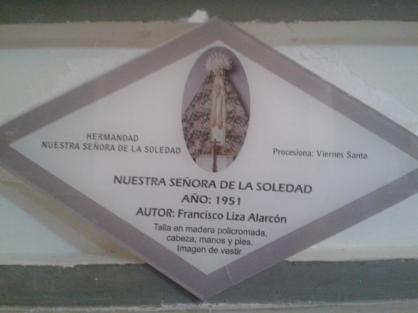 HERMANDAD
NUESTRA SEÑORA DE LA SOLEDAD
Procesiona: Viernes Santo
NUESTRA SEÑORA DE LA SOLEDAD
AÑO: 1951
AUTOR: Francisco Liza Alarcón
Talla en madera policromada,
cabeza, manos y pies.
Imagen de vestir